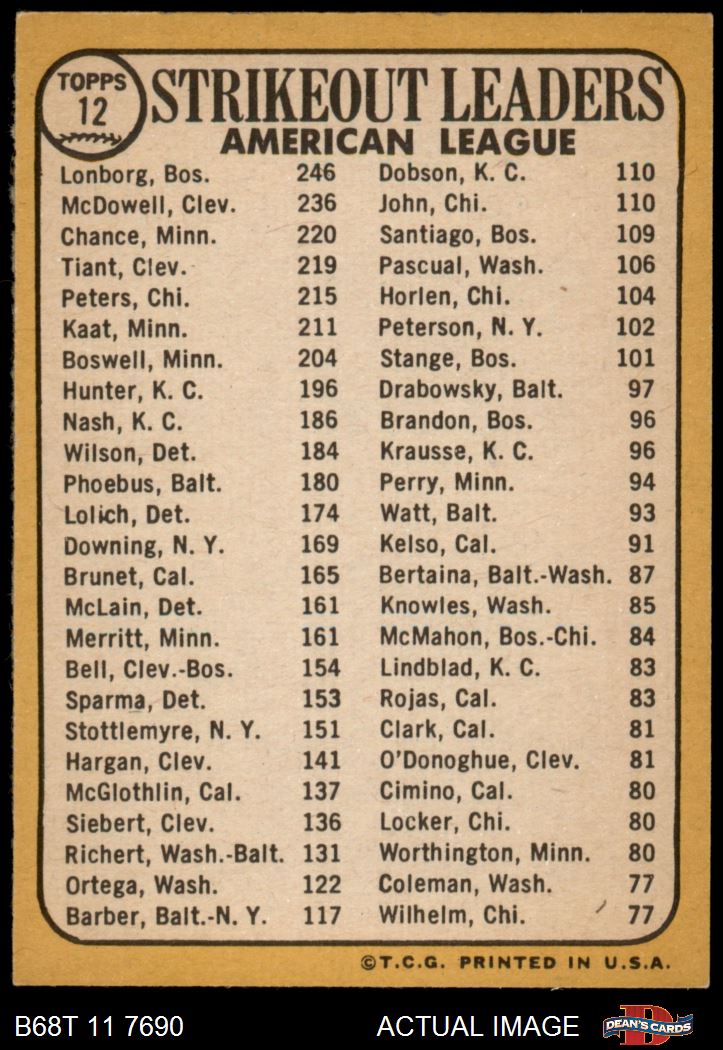 TOPPS
12
STRIKEOUT LEADERS
AMERICAN LEAGUE
Lonborg, Bos. 246
McDowell, Clev. 236
Chance, Minn. 220
Tiant, Clev. 219
Peters, Chi. 215
Kaat, Minn. 211
Boswell, Minn. 204
Hunter, K. C. 196
Nash, K. C. 186
Wilson, Det. 184
Phoebus, Balt. 180
Lolich, Det. 174
Downing, N. Y. 169
Brunet, Cal. 165
McLain, Det. 161
Merritt, Minn. 161
Bell, Clev.-Bos. 154
Sparma, Det. 153
Stottlemyre, N. Y. 151
Hargan, Clev. 141
McGlothlin, Cal. 137
Siebert, Clev. 136
Richert, Wash.-Balt. 131
Ortega, Wash. 122
Barber, Balt.-N. Y. 117
Dobson, K. C. 110
John, Chi. 110
Santiago, Bos. 109
Pascual, Wash. 106
Horlen, Chi. 104
Peterson, N. Y. 102
Stange, Bos. 101
Drabowsky, Balt. 97
Brandon, Bos. 96
Krausse, K. C. 96
Perry, Minn. 94
Watt, Balt. 93
Kelso, Cal. 91
Bertaina, Balt.-Wash. 87
Knowles, Wash. 85
McMahon, Bos.-Chi. 84
Lindblad, K. C. 83
Rojas, Cal. 83
Clark, Cal. 81
O'Donoghue, Clev. 81
Cimino, Cal. 80
Locker, Chi. 80
Worthington, Minn. 80
Coleman, Wash. 77
Wilhelm, Chi. 77
©T.C.G. PRINTED IN U.S.A.
B68T 11 7690 ACTUAL IMAGE
D
DEAN'S CARDS